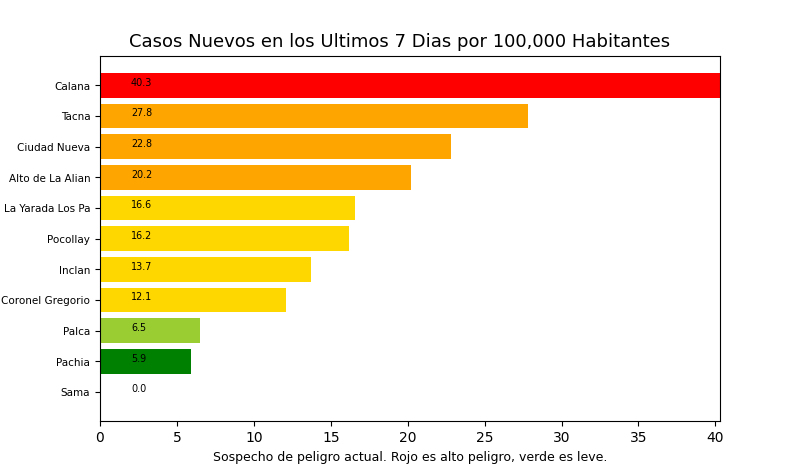 Casos Nuevos en los Ultimos 7 Dias por 100,000 Habitantes
Calana 40.3
Tacna 27.8
Ciudad Nueva 22.8
Alto de La Alian 20.2
La Yarada Los Pa 16.6
Pocollay 16.2
Inclan 13.7
Coronel Gregorio 12.1
Palca 6.5
Pachia 5.9
Sama 0.0
0 5 10 15 20 25 30 35 40
Sospecho de peligro actual. Rojo es alto peligro, verde es leve.